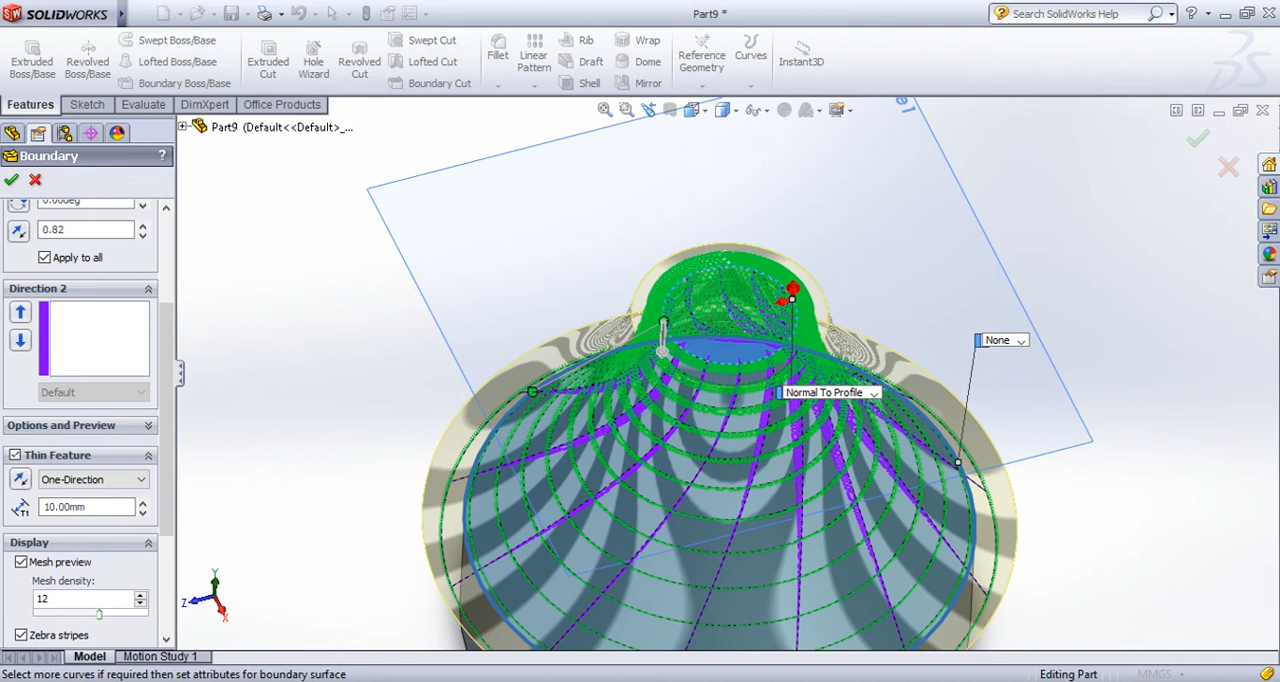 SOLIDWORKS
Part9 *
Search SolidWorks Help
Extruded Boss/Base
Revolved Boss/Base
Swept Boss/Base
Lofted Boss/Base
Boundary Boss/Base
Extruded Cut
Hole Wizard
Revolved Cut
Swept Cut
Lofted Cut
Boundary Cut
Fillet
Linear Pattern
Rib
Draft
Shell
Wrap
Dome
Mirror
Reference Geometry
Curves
Instant3D
Features
Sketch
Evaluate
DimXpert
Office Products
Part9 (Default<<Default>_...
Boundary
?
0.00deg
0.82
Apply to all
Direction 2
Default
Options and Preview
Thin Feature
One-Direction
10.00mm
Display
Mesh preview
Mesh density:
12
Zebra stripes
None
Normal To Profile
Y
Z
X
Model
Motion Study 1
Select more curves if required then set attributes for boundary surface
Editing Part
MMGS